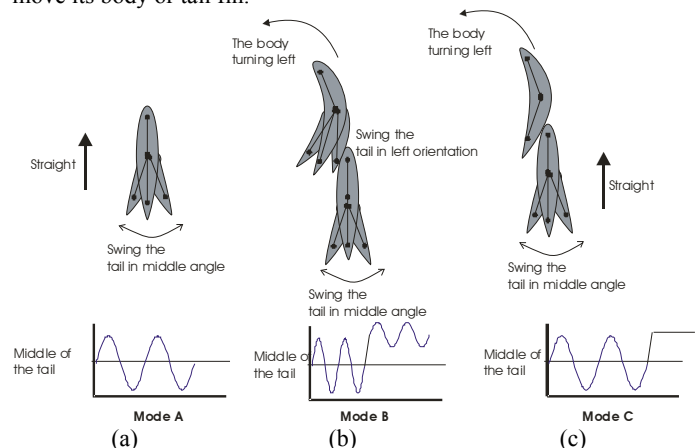 move its body or tail fin.
The body
turning left
Swing the
tail in left orientation
Straight
Swing the
tail in middle angle
Swing the
tail in middle angle
The body
turning left
Straight
Swing the
tail in middle angle
Middle of
the tail
Mode A
(a)
Middle of
the tail
Mode B
(b)
Middle of
the tail
Mode C
(c)